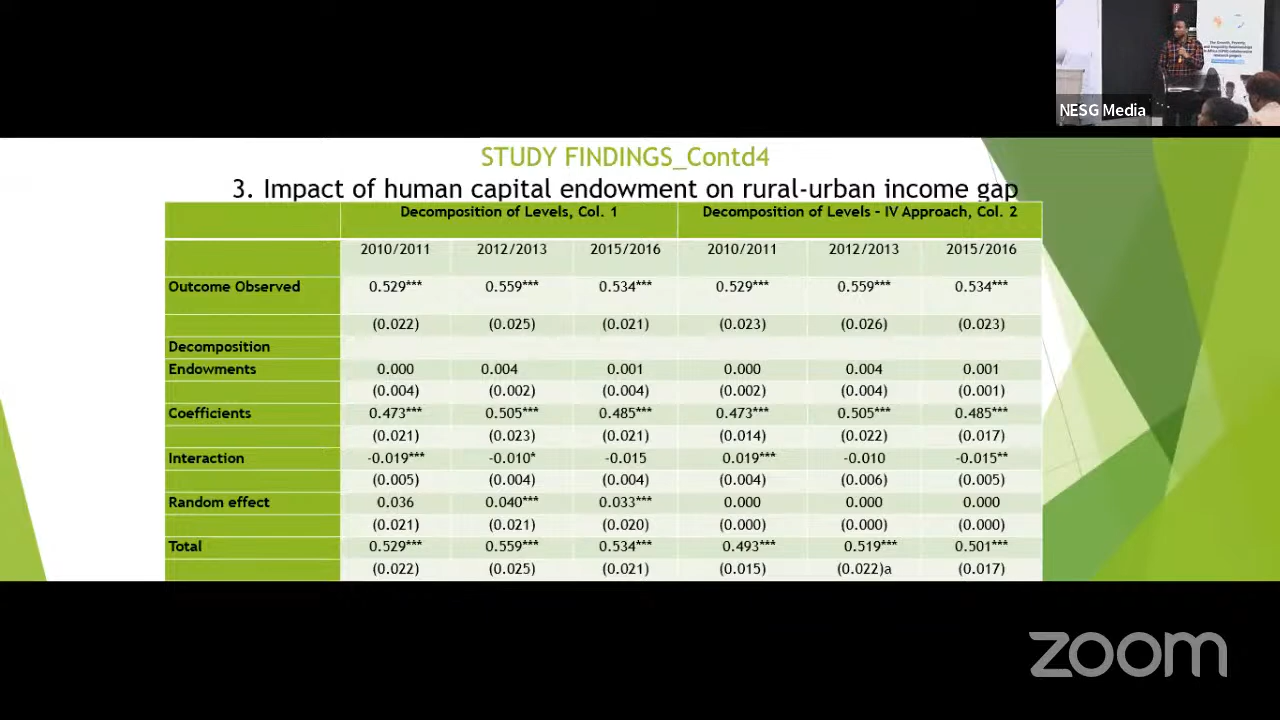 NESG Media
STUDY FINDINGS_Contd4
3. Impact of human capital endowment on rural-urban income gap
Decomposition of Levels, Col. 1 Decomposition of Levels – IV Approach, Col. 2
2010/2011 2012/2013 2015/2016 2010/2011 2012/2013 2015/2016
Outcome Observed 0.529*** 0.559*** 0.534*** 0.529*** 0.559*** 0.534***
(0.022) (0.025) (0.021) (0.023) (0.026) (0.023)
Decomposition
Endowments 0.000 0.004 0.001 0.000 0.004 0.001
(0.004) (0.002) (0.004) (0.002) (0.004) (0.001)
Coefficients 0.473*** 0.505*** 0.485*** 0.473*** 0.505*** 0.485***
(0.021) (0.023) (0.021) (0.014) (0.022) (0.017)
Interaction -0.019*** -0.010* -0.015 0.019*** -0.010 -0.015**
(0.005) (0.004) (0.004) (0.004) (0.006) (0.005)
Random effect 0.036 0.040*** 0.033*** 0.000 0.000 0.000
(0.021) (0.021) (0.020) (0.000) (0.000) (0.000)
Total 0.529*** 0.559*** 0.534*** 0.493*** 0.519*** 0.501***
(0.022) (0.025) (0.021) (0.015) (0.022)a (0.017)
zoom